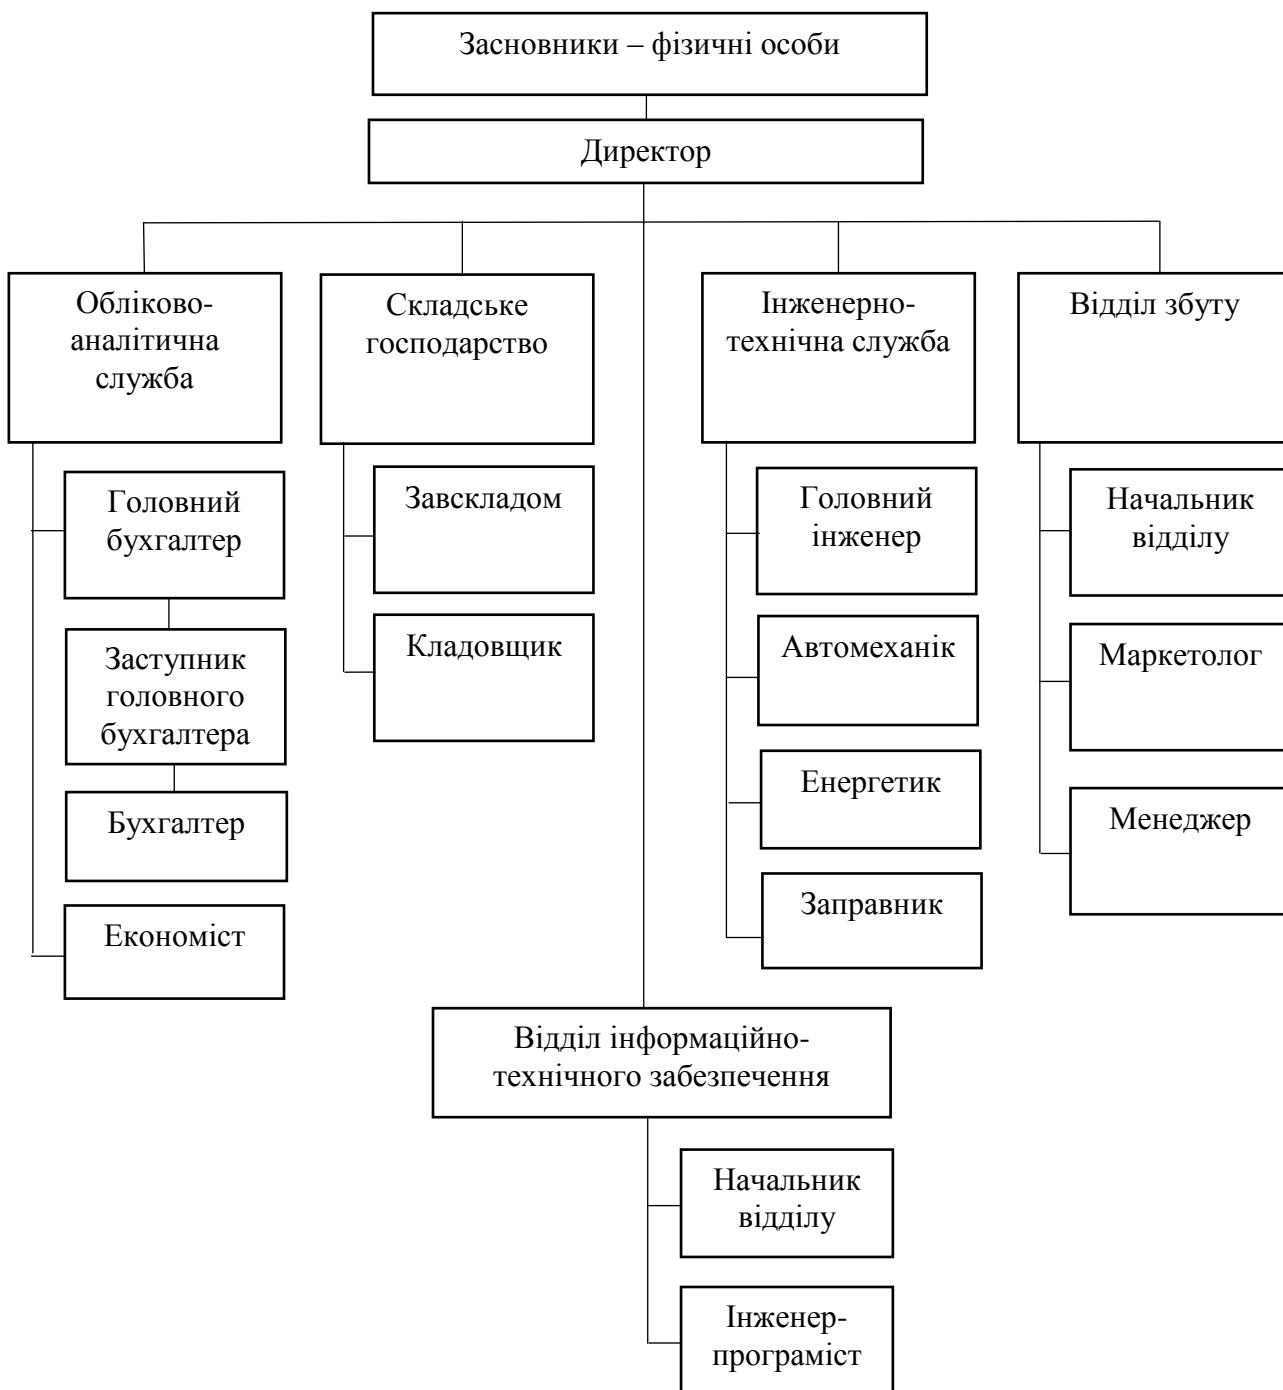 Засновники – фізичні особи
Директор
Обліково-
аналітична
служба
Складське
господарство
Інженерно-
технічна служба
Відділ збуту
Головний
бухгалтер
Заступник
головного
бухгалтера
Бухгалтер
Економіст
Завскладом
Кладовщик
Головний
інженер
Автомеханік
Енергетик
Заправник
Начальник
відділу
Маркетолог
Менеджер
Відділ інформаційно-
технічного забезпечення
Начальник
відділу
Інженер-
програміст